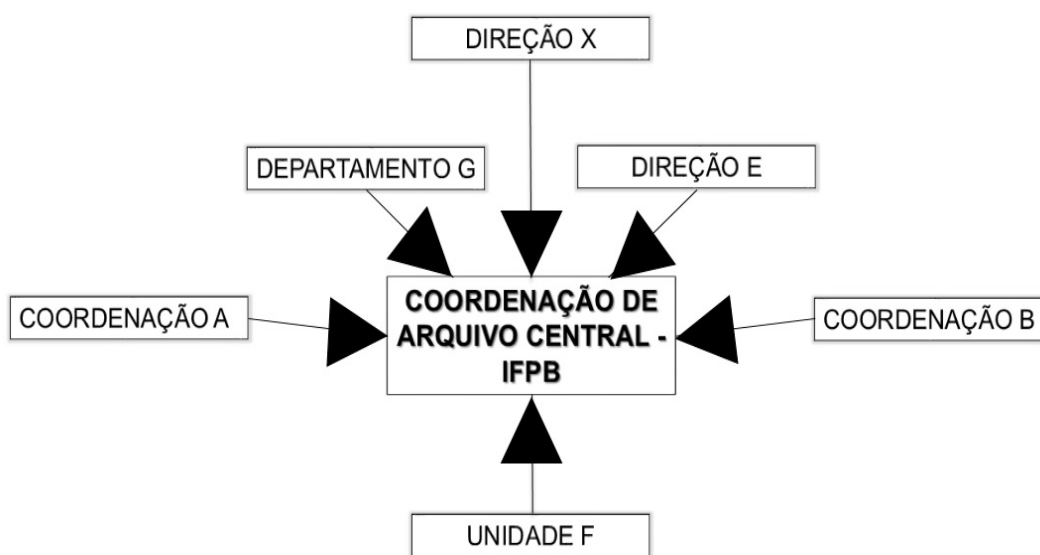 DIREÇÃO X
DEPARTAMENTO G
DIREÇÃO E
COORDENAÇÃO A
COORDENAÇÃO DE
ARQUIVO CENTRAL -
IFPB
COORDENAÇÃO B
UNIDADE F